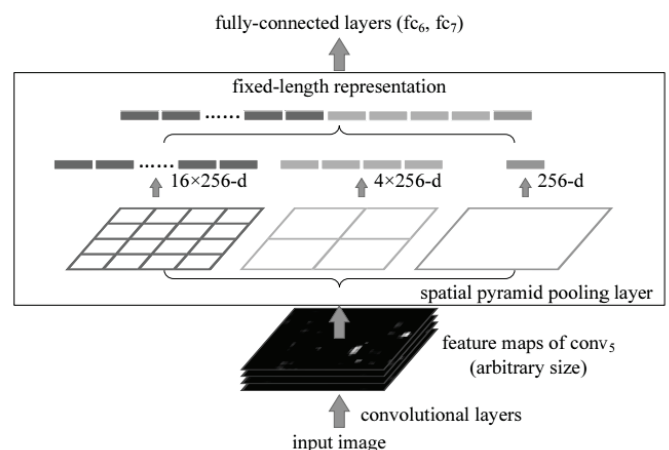 fully-connected layers (fc₆, fc₇)
fixed-length representation
......
......
16×256-d
4×256-d
256-d
spatial pyramid pooling layer
feature maps of conv₅
(arbitrary size)
convolutional layers
input image